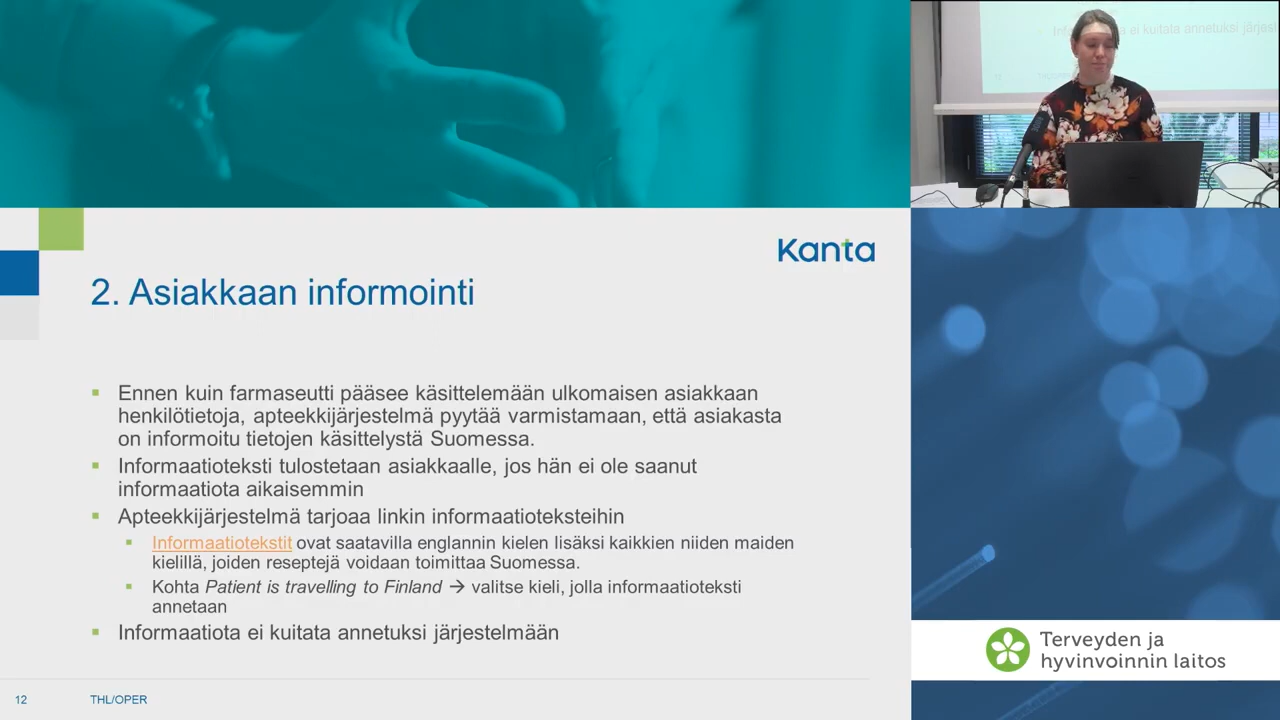 Kanta
2. Asiakkaan informointi
▪ Ennen kuin farmaseutti pääsee käsittelemään ulkomaisen asiakkaan
henkilötietoja, apteekkijärjestelmä pyytää varmistamaan, että asiakasta
on informoitu tietojen käsittelystä Suomessa.
▪ Informaatioteksti tulostetaan asiakkaalle, jos hän ei ole saanut
informaatiota aikaisemmin
▪ Apteekkijärjestelmä tarjoaa linkin informaatioteksteihin
▪ Informaatiotekstit ovat saatavilla englannin kielen lisäksi kaikkien niiden maiden
kielillä, joiden reseptejä voidaan toimittaa Suomessa.
▪ Kohta Patient is travelling to Finland → valitse kieli, jolla informaatioteksti
annetaan
▪ Informaatiota ei kuitata annetuksi järjestelmään
12 THL/OPER
ei kuitata annetuksi
Terveyden ja
hyvinvoinnin laitos